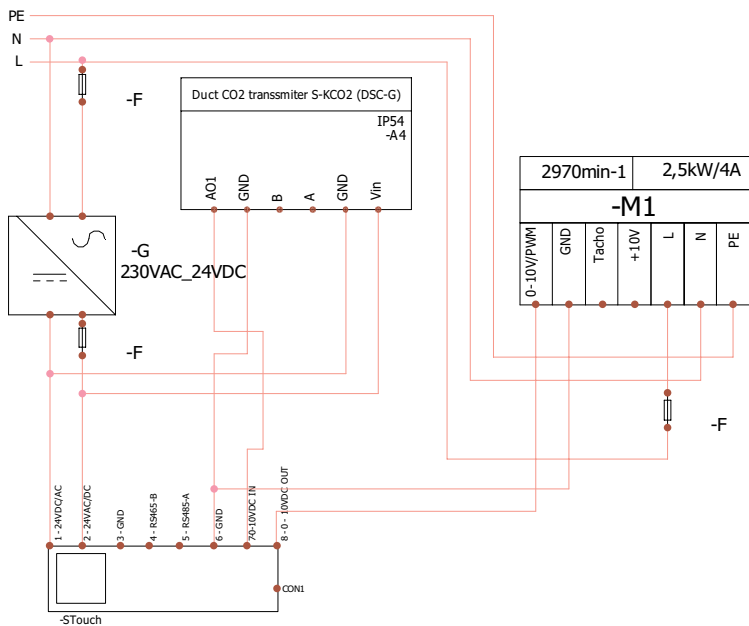 PE
N
L
-F
Duct CO2 transsmiter S-KCO2 (DSC-G)
IP54
-A4
AO1
GND
B
A
GND
Vin
2970min-1
2,5kW/4A
-M1
0-10V/PWM
GND
Tacho
+10V
L
N
PE
-G
230VAC_24VDC
-F
-F
1 - 24VDC/AC
2 - 24VAC/DC
3 - GND
4 - RS465-B
5 - RS485-A
6 - GND
7-0-10VDC IN
8 - 0 - 10VDC OUT
CON1
-STouch